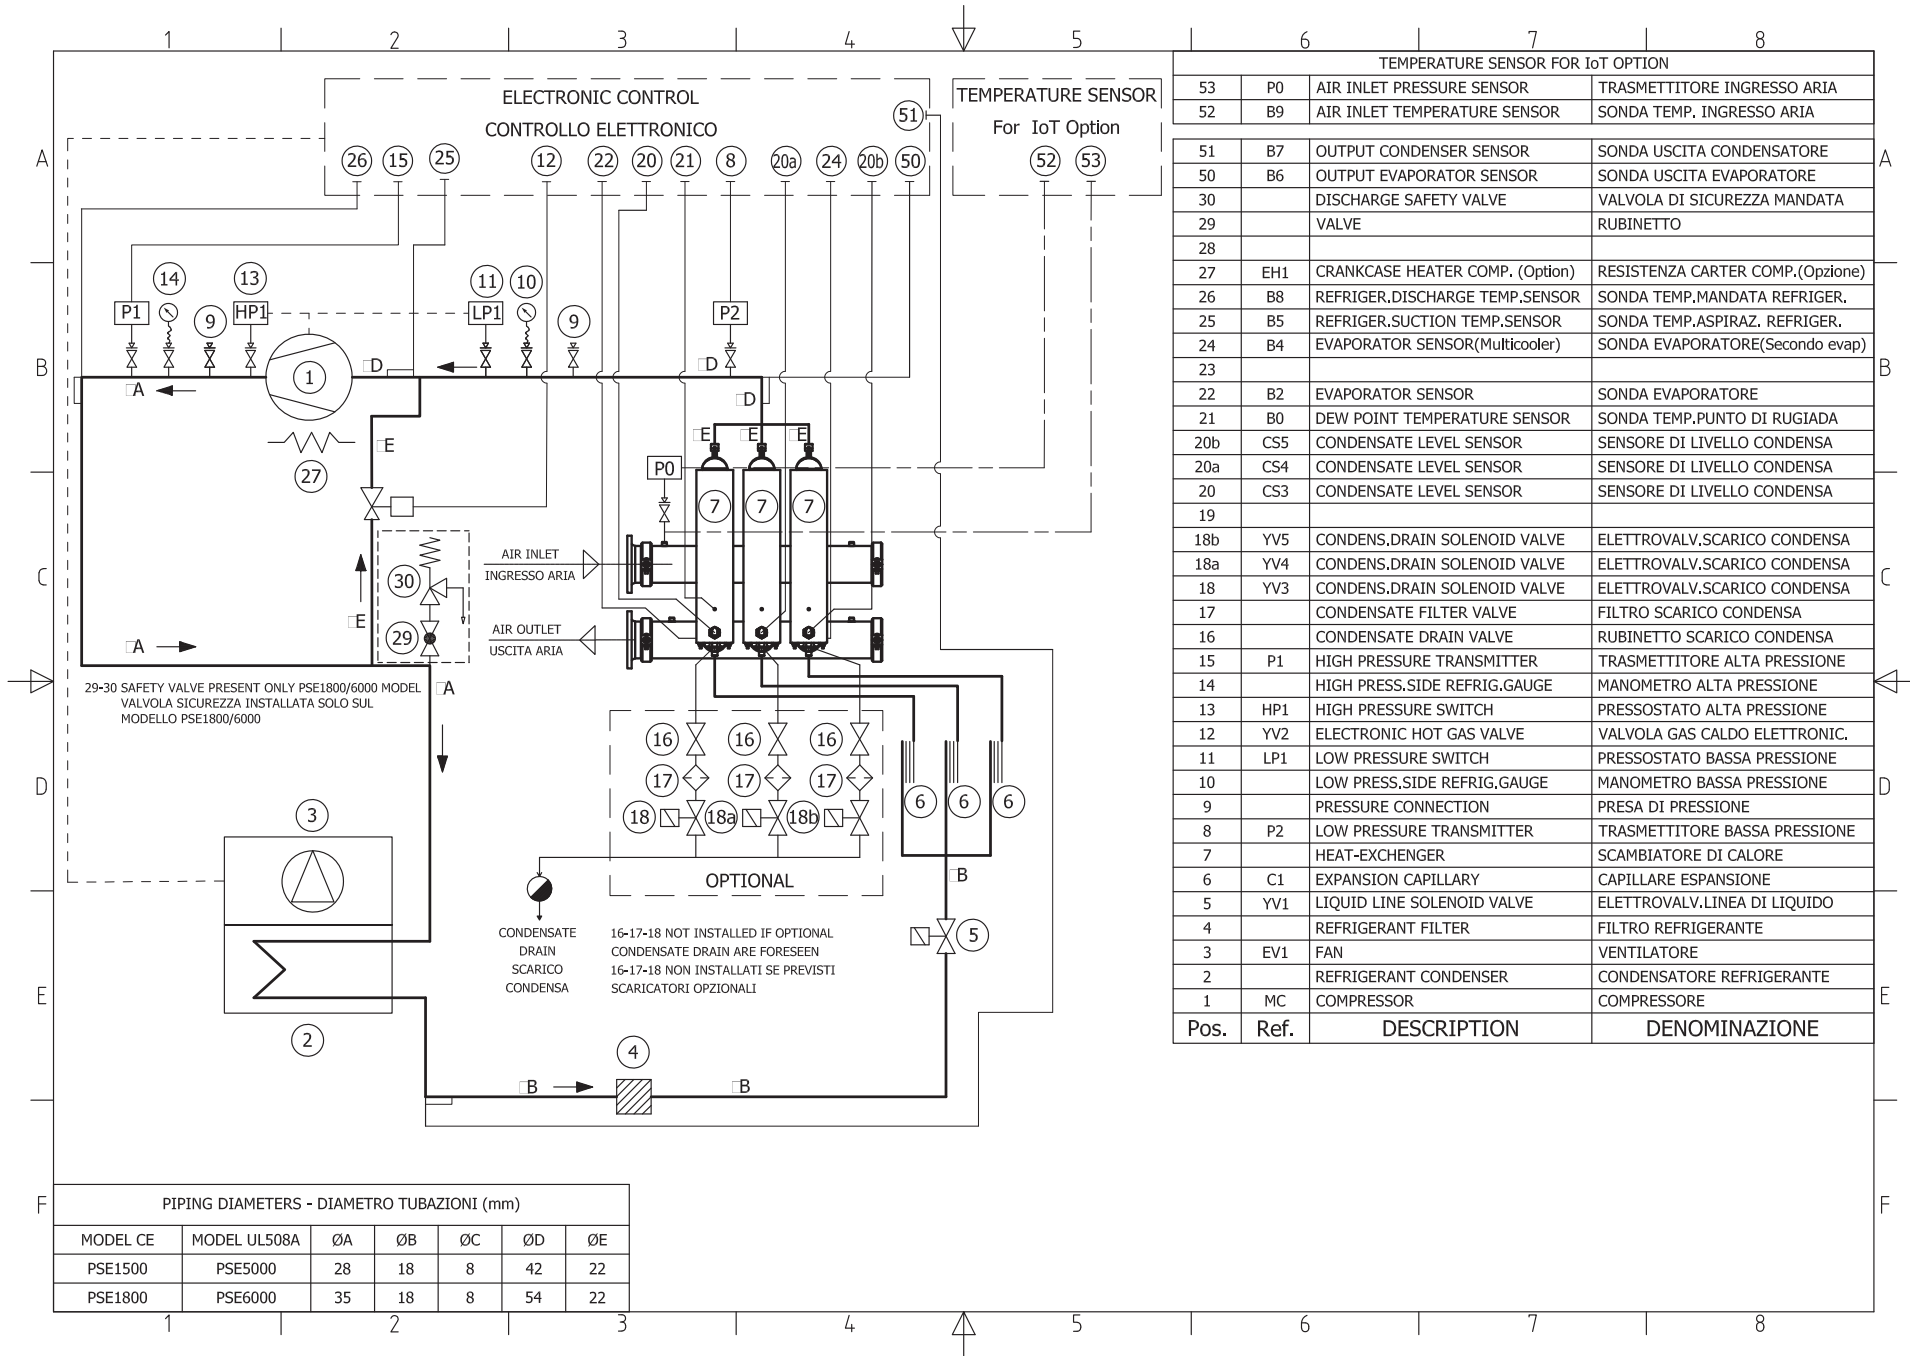 1 2 3 4 5 6 7 8
A B C D E F
ELECTRONIC CONTROL
CONTROLLO ELETTRONICO
51
26 15 25 12 22 20 21 8 20a 24 20b 50
TEMPERATURE SENSOR
For IoT Option
52 53
14 13 11 10
P1 9 HP1 LP1 9 P2
1
□A □D □D
□D
27
□E
□E □E □E
P0
7 7 7
AIR INLET
INGRESSO ARIA
30
29
□E
AIR OUTLET
USCITA ARIA
□A
29-30 SAFETY VALVE PRESENT ONLY PSE1800/6000 MODEL
VALVOLA SICUREZZA INSTALLATA SOLO SUL
MODELLO PSE1800/6000
□A
16 16 16
17 17 17
18 18a 18b
OPTIONAL
6 6 6
□B
3
CONDENSATE
DRAIN
SCARICO
CONDENSA
16-17-18 NOT INSTALLED IF OPTIONAL
CONDENSATE DRAIN ARE FORESEEN
16-17-18 NON INSTALLATI SE PREVISTI
SCARICATORI OPZIONALI
5
2
4
□B □B
TEMPERATURE SENSOR FOR IoT OPTION
53 P0 AIR INLET PRESSURE SENSOR TRASMETTITORE INGRESSO ARIA
52 B9 AIR INLET TEMPERATURE SENSOR SONDA TEMP. INGRESSO ARIA
51 B7 OUTPUT CONDENSER SENSOR SONDA USCITA CONDENSATORE
50 B6 OUTPUT EVAPORATOR SENSOR SONDA USCITA EVAPORATORE
30 DISCHARGE SAFETY VALVE VALVOLA DI SICUREZZA MANDATA
29 VALVE RUBINETTO
28
27 EH1 CRANKCASE HEATER COMP. (Option) RESISTENZA CARTER COMP.(Opzione)
26 B8 REFRIGER.DISCHARGE TEMP.SENSOR SONDA TEMP.MANDATA REFRIGER.
25 B5 REFRIGER.SUCTION TEMP.SENSOR SONDA TEMP.ASPIRAZ. REFRIGER.
24 B4 EVAPORATOR SENSOR(Multicooler) SONDA EVAPORATORE(Secondo evap)
23
22 B2 EVAPORATOR SENSOR SONDA EVAPORATORE
21 B0 DEW POINT TEMPERATURE SENSOR SONDA TEMP.PUNTO DI RUGIADA
20b CS5 CONDENSATE LEVEL SENSOR SENSORE DI LIVELLO CONDENSA
20a CS4 CONDENSATE LEVEL SENSOR SENSORE DI LIVELLO CONDENSA
20 CS3 CONDENSATE LEVEL SENSOR SENSORE DI LIVELLO CONDENSA
19
18b YV5 CONDENS.DRAIN SOLENOID VALVE ELETTROVALV.SCARICO CONDENSA
18a YV4 CONDENS.DRAIN SOLENOID VALVE ELETTROVALV.SCARICO CONDENSA
18 YV3 CONDENS.DRAIN SOLENOID VALVE ELETTROVALV.SCARICO CONDENSA
17 CONDENSATE FILTER VALVE FILTRO SCARICO CONDENSA
16 CONDENSATE DRAIN VALVE RUBINETTO SCARICO CONDENSA
15 P1 HIGH PRESSURE TRANSMITTER TRASMETTITORE ALTA PRESSIONE
14 HIGH PRESS.SIDE REFRIG.GAUGE MANOMETRO ALTA PRESSIONE
13 HP1 HIGH PRESSURE SWITCH PRESSOSTATO ALTA PRESSIONE
12 YV2 ELECTRONIC HOT GAS VALVE VALVOLA GAS CALDO ELETTRONIC.
11 LP1 LOW PRESSURE SWITCH PRESSOSTATO BASSA PRESSIONE
10 LOW PRESS.SIDE REFRIG.GAUGE MANOMETRO BASSA PRESSIONE
9 PRESSURE CONNECTION PRESA DI PRESSIONE
8 P2 LOW PRESSURE TRANSMITTER TRASMETTITORE BASSA PRESSIONE
7 HEAT-EXCHENGER SCAMBIATORE DI CALORE
6 C1 EXPANSION CAPILLARY CAPILLARE ESPANSIONE
5 YV1 LIQUID LINE SOLENOID VALVE ELETTROVALV.LINEA DI LIQUIDO
4 REFRIGERANT FILTER FILTRO REFRIGERANTE
3 EV1 FAN VENTILATORE
2 REFRIGERANT CONDENSER CONDENSATORE REFRIGERANTE
1 MC COMPRESSOR COMPRESSORE
Pos. Ref. DESCRIPTION DENOMINAZIONE
PIPING DIAMETERS - DIAMETRO TUBAZIONI (mm)
MODEL CE MODEL UL508A ØA ØB ØC ØD ØE
PSE1500 PSE5000 28 18 8 42 22
PSE1800 PSE6000 35 18 8 54 22
A B C D E F
1 2 3 4 5 6 7 8